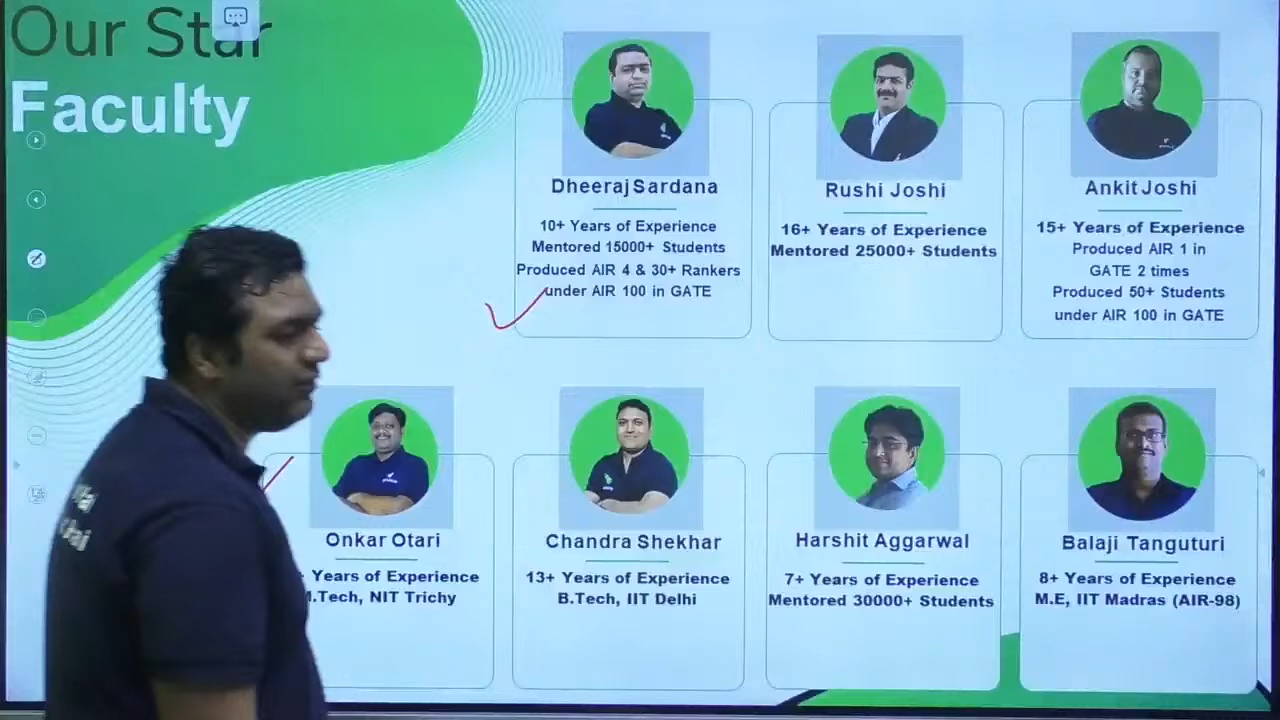 Our Star
Faculty
Dheeraj Sardana
10+ Years of Experience
Mentored 15000+ Students
Produced AIR 4 & 30+ Rankers
under AIR 100 in GATE
Rushi Joshi
16+ Years of Experience
Mentored 25000+ Students
Ankit Joshi
15+ Years of Experience
Produced AIR 1 in
GATE 2 times
Produced 50+ Students
under AIR 100 in GATE
Onkar Otari
Years of Experience
NIT Trichy
Chandra Shekhar
13+ Years of Experience
B.Tech, IIT Delhi
Harshit Aggarwal
7+ Years of Experience
Mentored 30000+ Students
Balaji Tanguturi
8+ Years of Experience
M.E, IIT Madras (AIR-98)